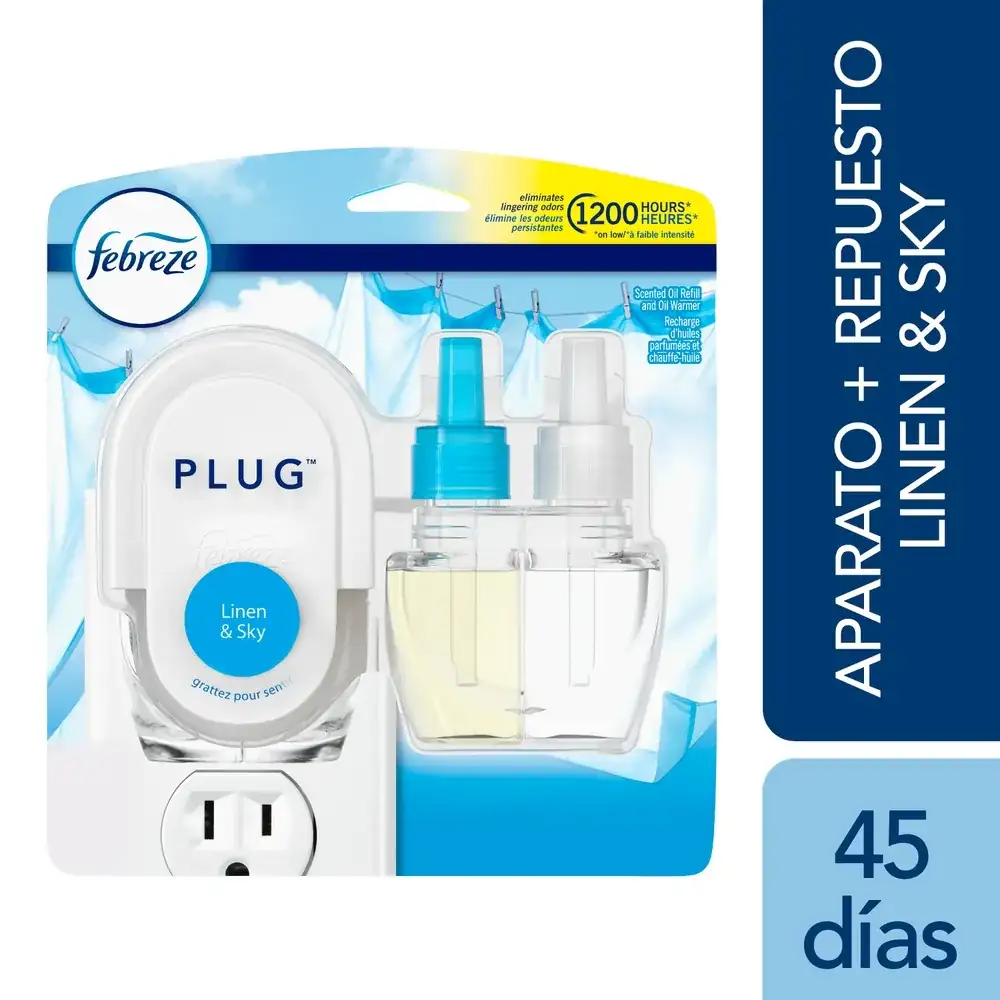 febreze
eliminates
lingering odors
élimine les odeurs
persistantes
1200 HOURS*
HEURES*
*on low/*à faible intensité
Scented Oil Refill
and Oil Warmer
Recharge
d'huiles
parfumées et
chauffe-huile
PLUG™
febreze
Linen
& Sky
grattez pour sentir
APARATO + REPUESTO
LINEN & SKY
45
días